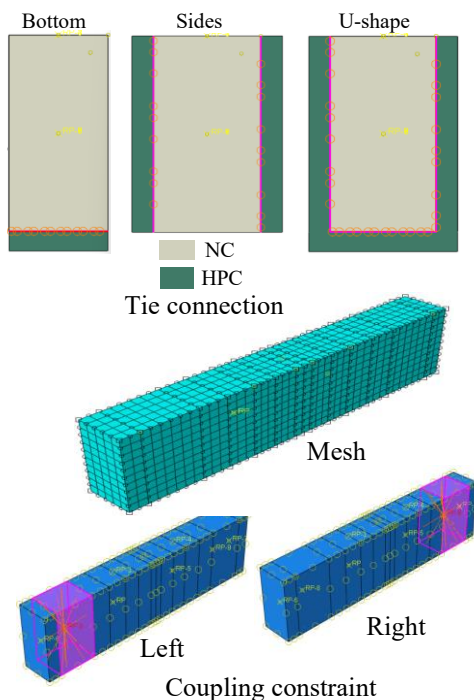 Bottom
Sides
U-shape
NC
HPC
Tie connection
Mesh
Left
Right
Coupling constraint